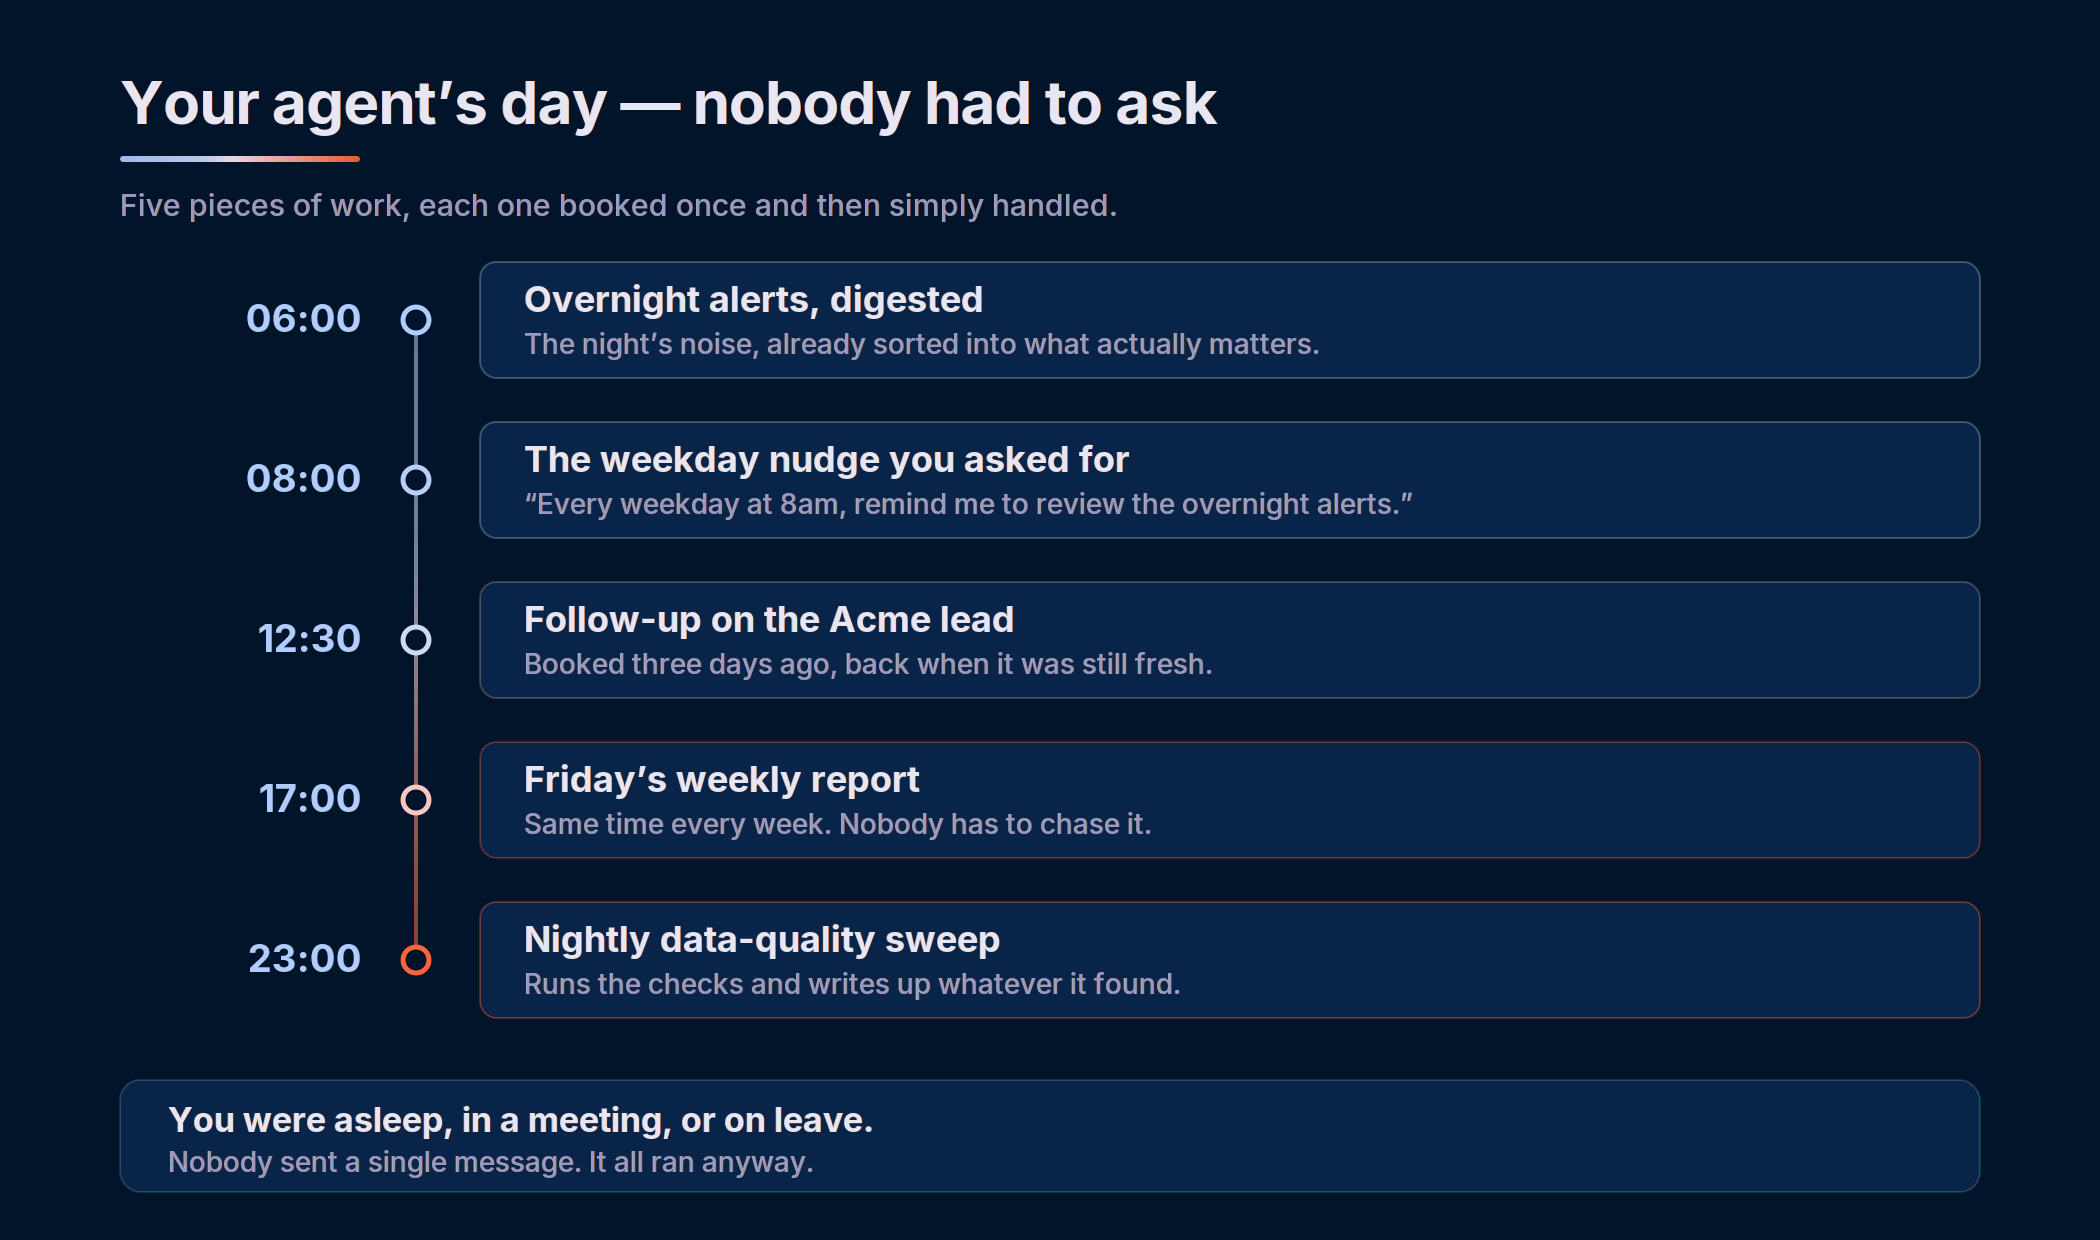 Your agent’s day — nobody had to ask
Five pieces of work, each one booked once and then simply handled.
06:00
Overnight alerts, digested
The night’s noise, already sorted into what actually matters.
08:00
The weekday nudge you asked for
“Every weekday at 8am, remind me to review the overnight alerts.”
12:30
Follow-up on the Acme lead
Booked three days ago, back when it was still fresh.
17:00
Friday’s weekly report
Same time every week. Nobody has to chase it.
23:00
Nightly data-quality sweep
Runs the checks and writes up whatever it found.
You were asleep, in a meeting, or on leave.
Nobody sent a single message. It all ran anyway.